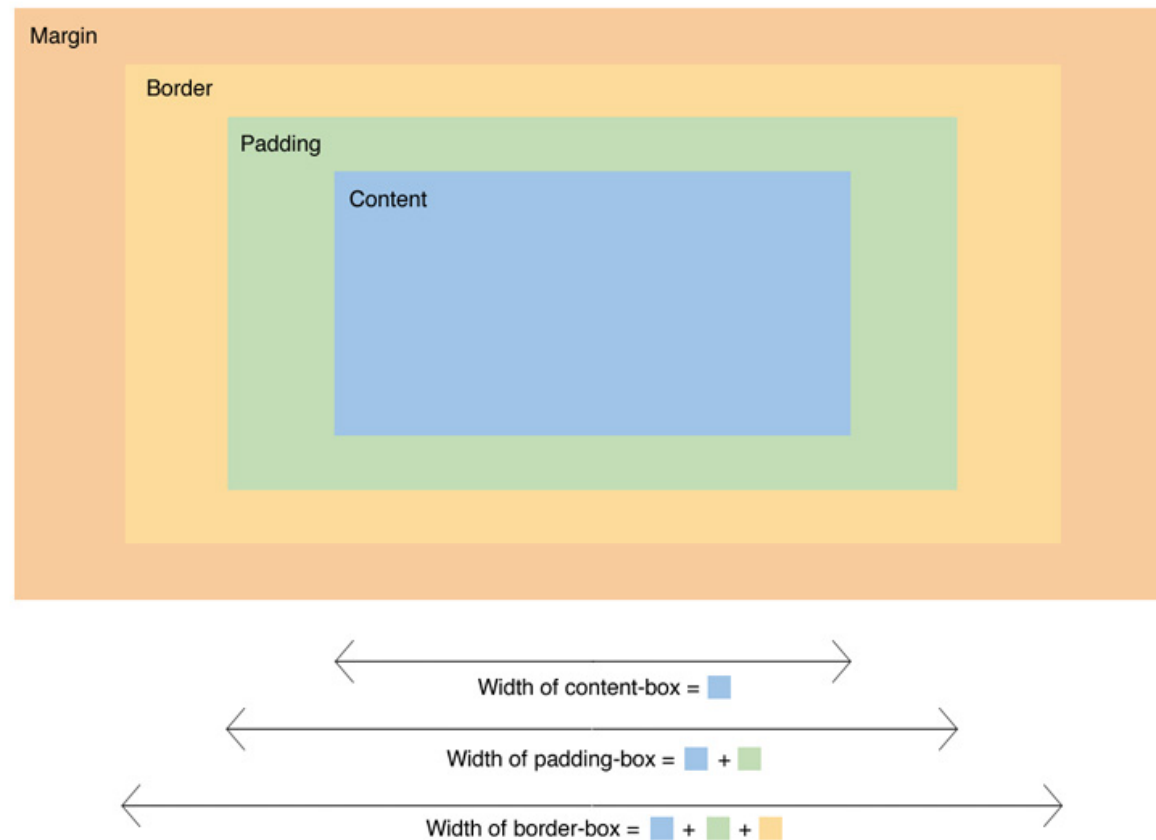 Margin
Border
Padding
Content
Width of content-box =
Width of padding-box = +
Width of border-box = + +